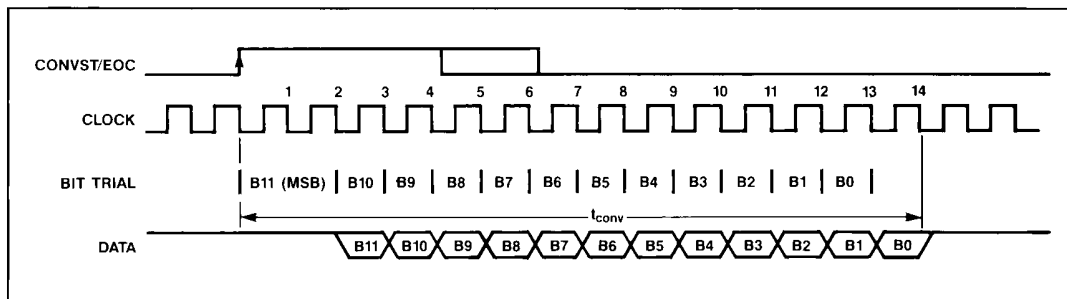 CONVST/EOC
1 2 3 4 5 6 7 8 9 10 11 12 13 14
CLOCK
BIT TRIAL B11 (MSB) B10 B9 B8 B7 B6 B5 B4 B3 B2 B1 B0
tconv
DATA B11 B10 B9 B8 B7 B6 B5 B4 B3 B2 B1 B0